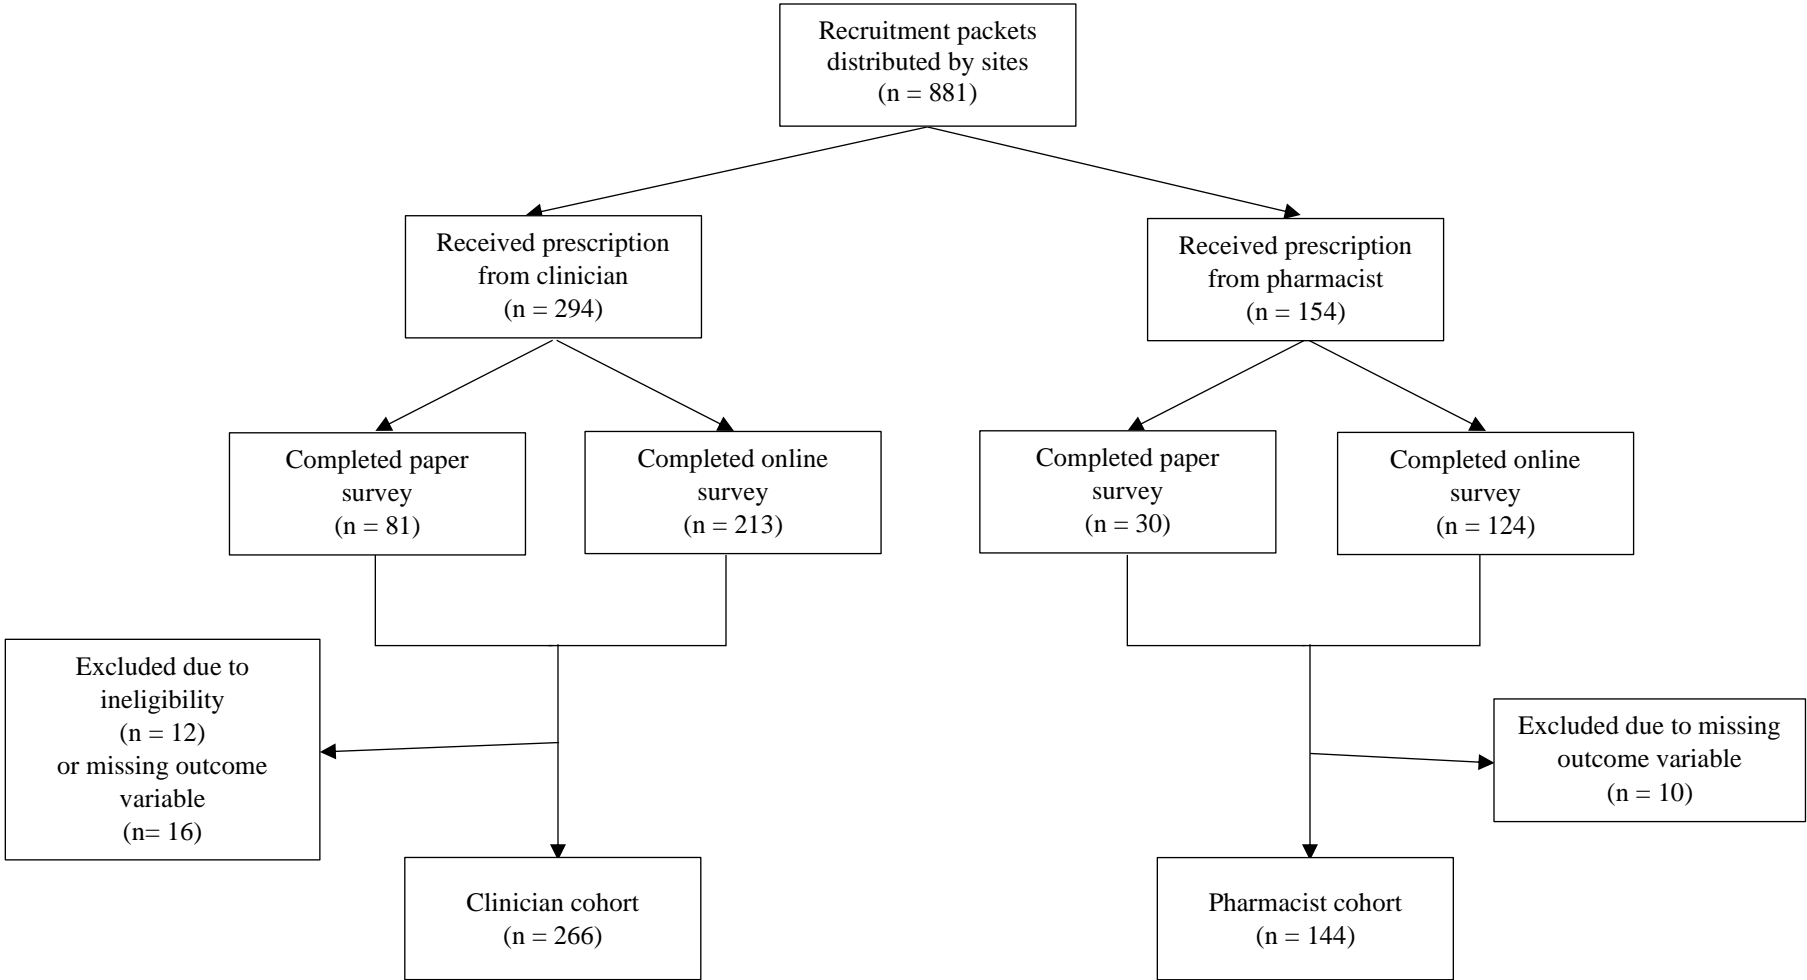 Recruitment packets
distributed by sites
(n = 881)
Received prescription
from clinician
(n = 294)
Received prescription
from pharmacist
(n = 154)
Completed paper
survey
(n = 81)
Completed online
survey
(n = 213)
Completed paper
survey
(n = 30)
Completed online
survey
(n = 124)
Excluded due to
ineligibility
(n = 12)
or missing outcome
variable
(n= 16)
Excluded due to missing
outcome variable
(n = 10)
Clinician cohort
(n = 266)
Pharmacist cohort
(n = 144)